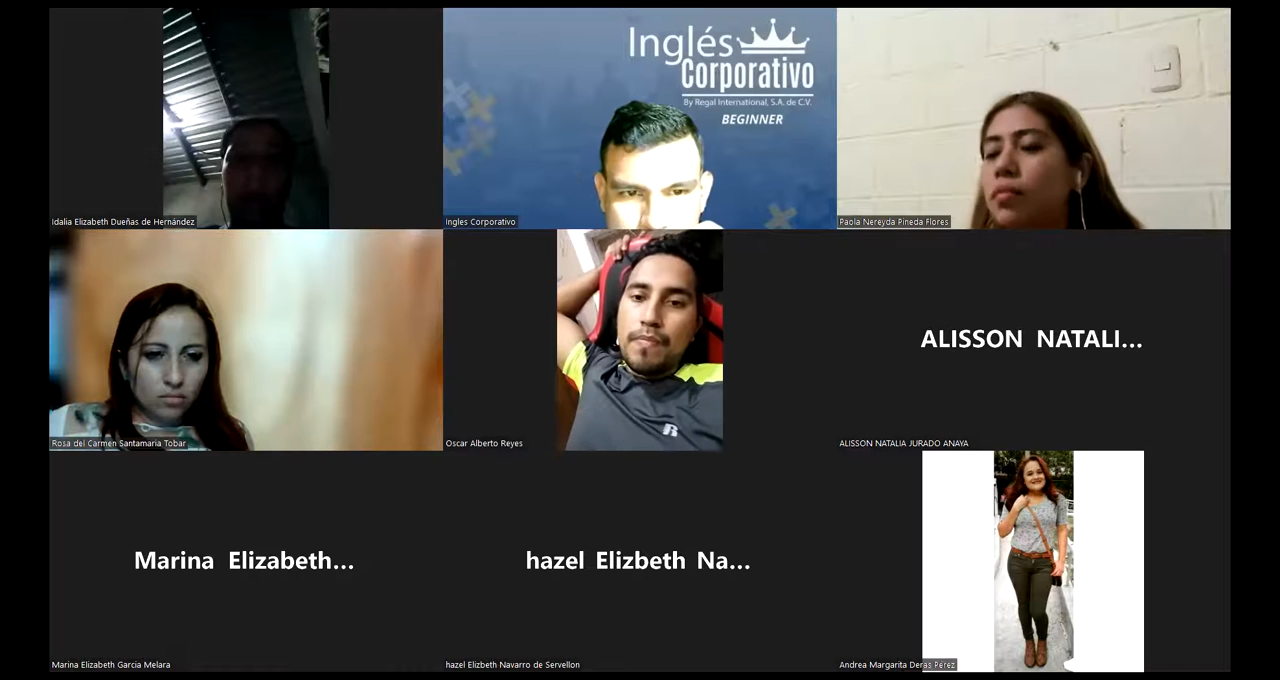 Inglés
Corporativo
By Regal International, S.A. de C.V.
BEGINNER
Idalia Elizabeth Dueñas de Hernández
Ingles Corporativo
Paola Nereyda Pineda Flores
R
Rosa del Carmen Santamaria Tobar
Oscar Alberto Reyes
ALISSON NATALI...
ALISSON NATALIA JURADO ANAYA
Marina Elizabeth...
hazel Elizbeth Na...
Marina Elizabeth Garcia Melara
hazel Elizbeth Navarro de Servellon
Andrea Margarita Deras Pérez